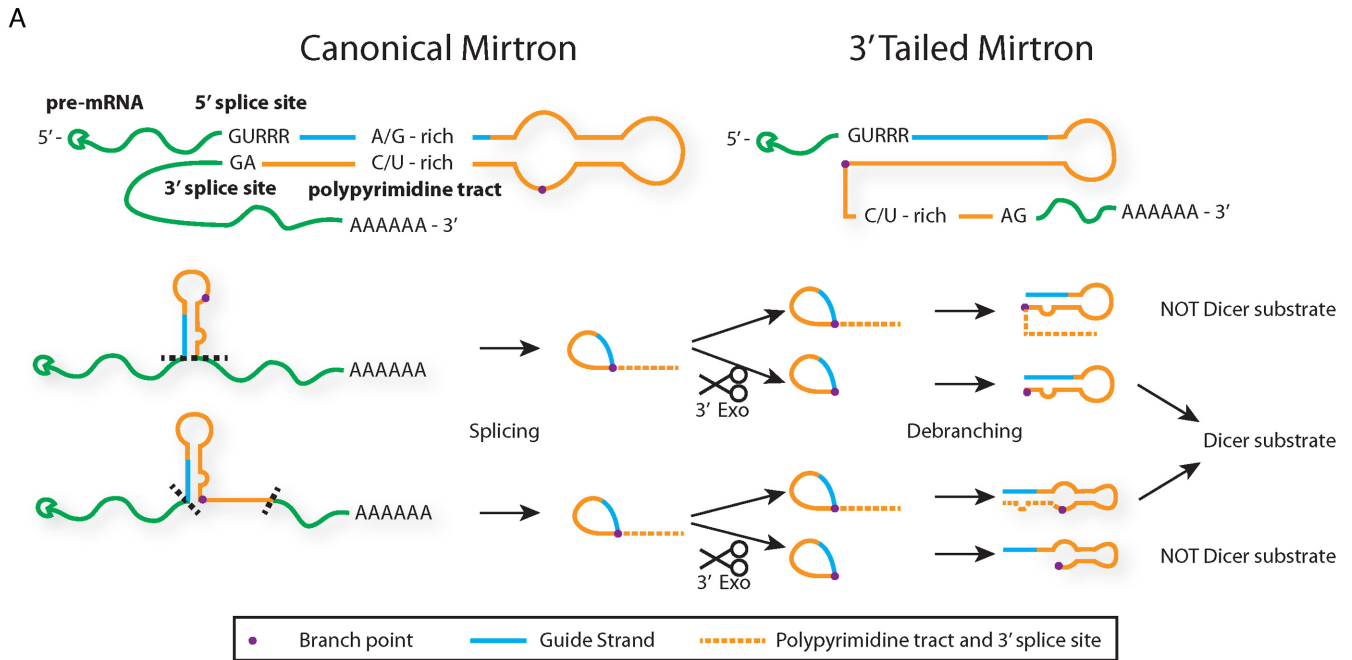 A
Canonical Mirtron
3’ Tailed Mirtron
pre-mRNA
5’ splice site
5’ -
GURRR
A/G - rich
GA
C/U - rich
3’ splice site
polypyrimidine tract
AAAAAA - 3’
5’ -
GURRR
C/U - rich
AG
AAAAAA - 3’
AAAAAA
3’ Exo
NOT Dicer substrate
Splicing
Debranching
Dicer substrate
AAAAAA
3’ Exo
NOT Dicer substrate
Branch point
Guide Strand
Polypyrimidine tract and 3’ splice site